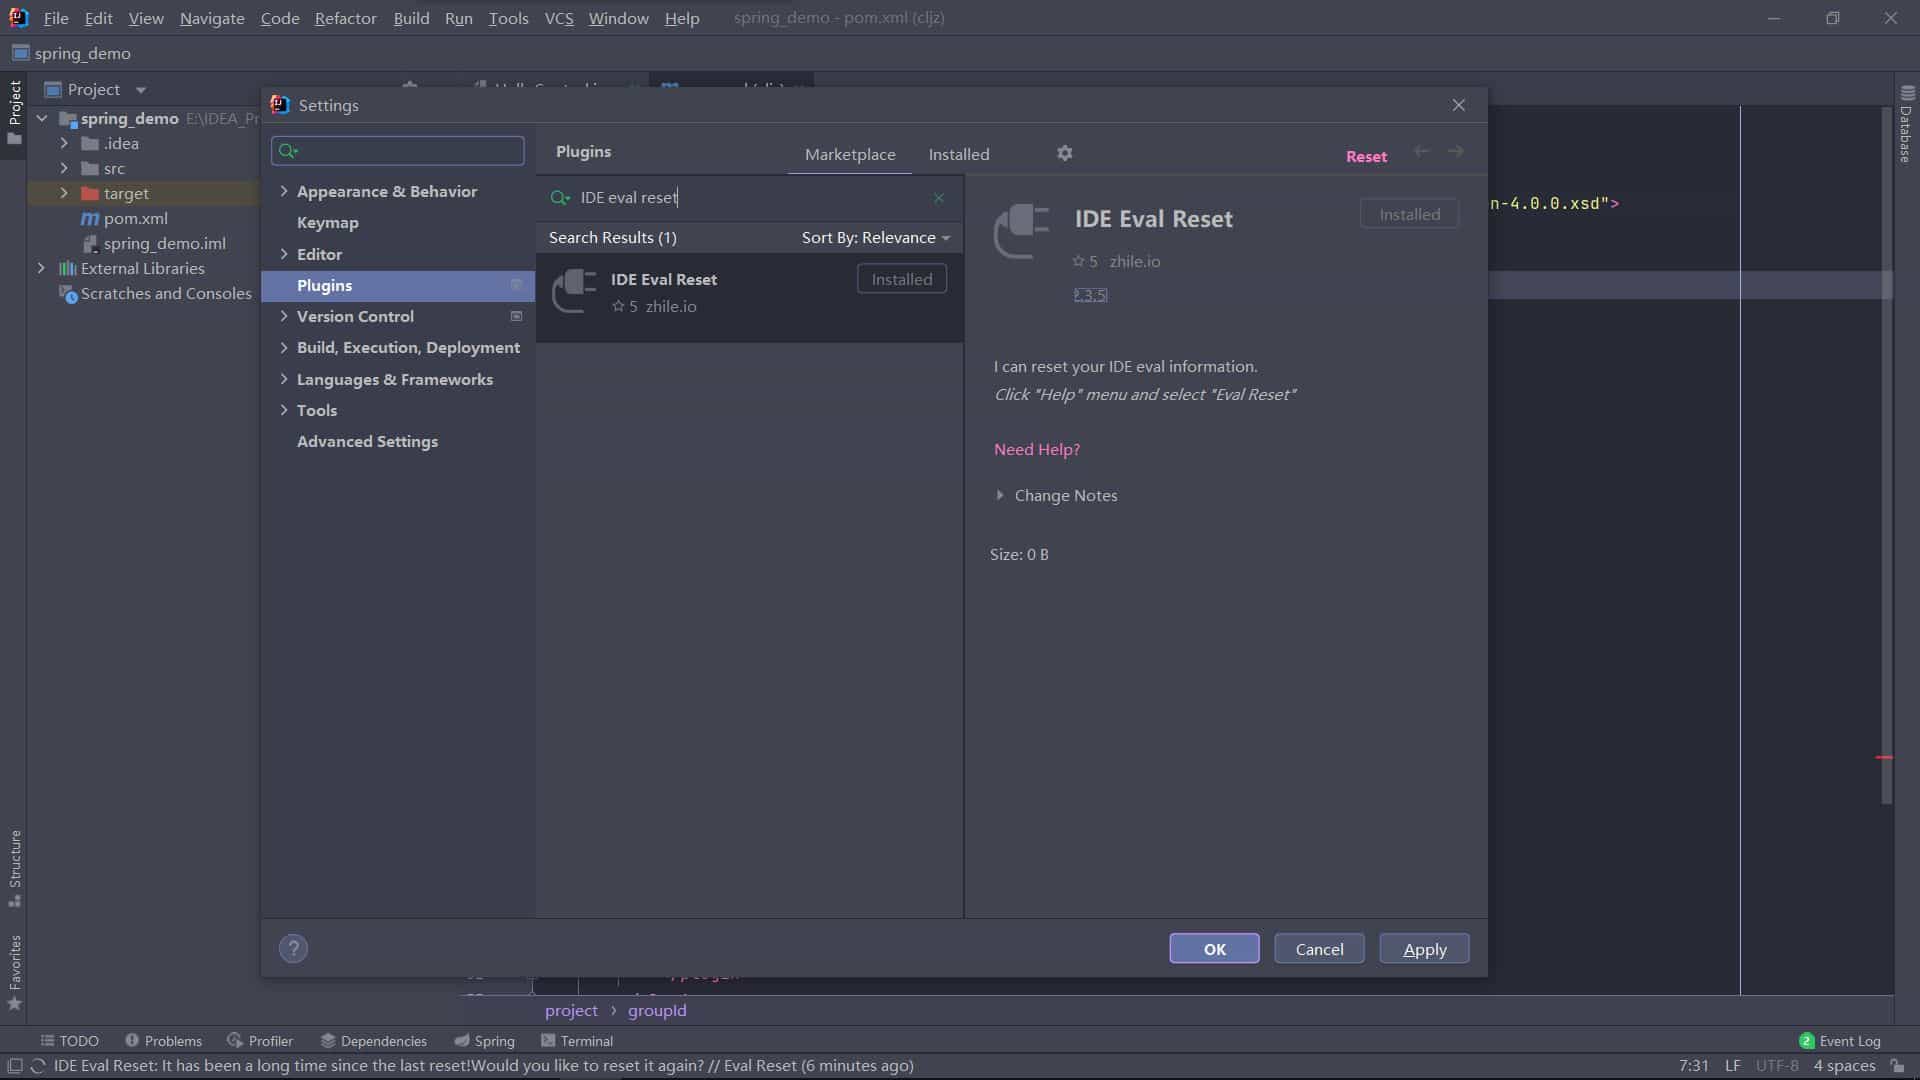 File Edit View Navigate Code Refactor Build Run Tools VCS Window Help spring_demo - pom.xml (cljz)
spring_demo
Project
Project
Database
spring_demo E:\IDEA_Pr
.idea
src
target
pom.xml
spring_demo.iml
External Libraries
Scratches and Consoles
Settings
Appearance & Behavior
Keymap
Editor
Plugins
Version Control
Build, Execution, Deployment
Languages & Frameworks
Tools
Advanced Settings
Plugins Marketplace Installed Reset
IDE eval reset
Search Results (1) Sort By: Relevance
IDE Eval Reset Installed
5 zhile.io
IDE Eval Reset Installed
5 zhile.io
2.3.5
I can reset your IDE eval information.
Click "Help" menu and select "Eval Reset"
Need Help?
Change Notes
Size: 0 B
n-4.0.0.xsd">
? OK Cancel Apply
Structure
Favorites
project › groupId
TODO Problems Profiler Dependencies Spring Terminal 2 Event Log
IDE Eval Reset: It has been a long time since the last reset!Would you like to reset it again? // Eval Reset (6 minutes ago) 7:31 LF UTF-8 4 spaces